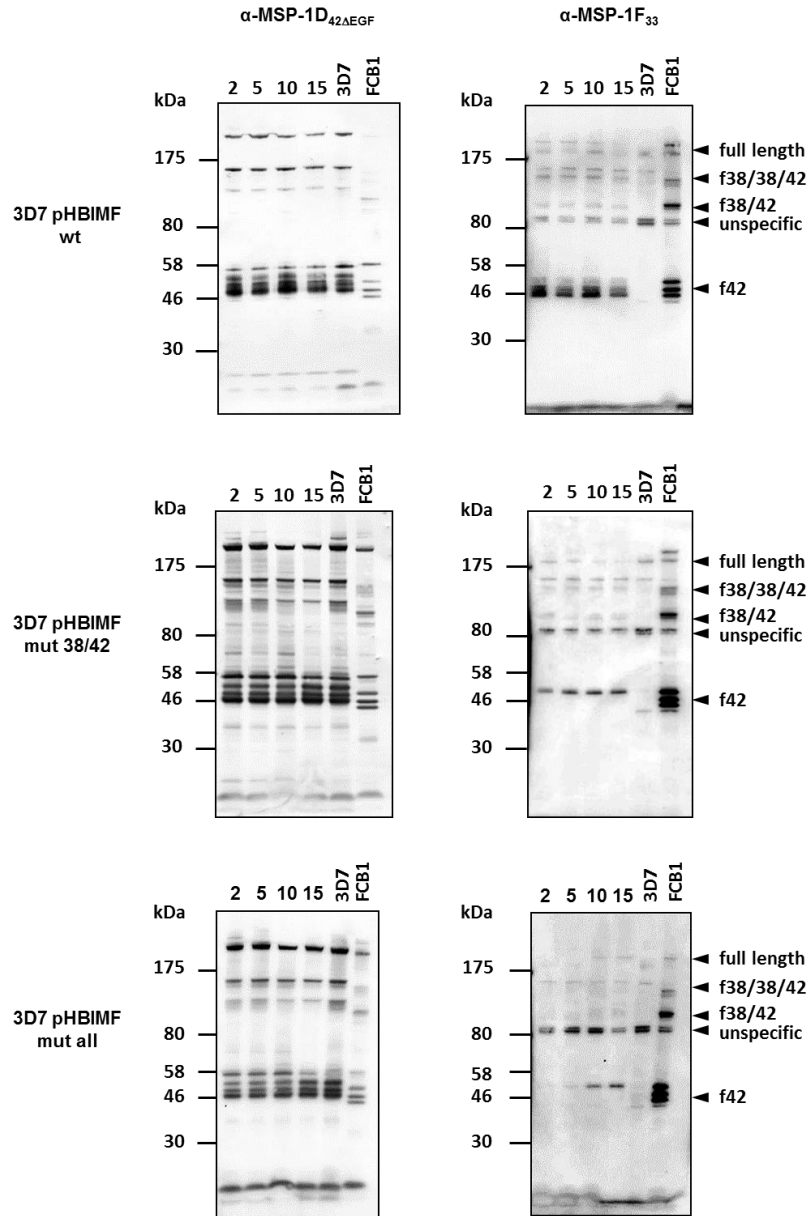 α-MSP-1D42ΔEGF
α-MSP-1F33
2 5 10 15 3D7 FCB1
2 5 10 15 3D7 FCB1
kDa
kDa
3D7 pHBIMF
wt
175
80
58
46
30
175
80
58
46
30
full length
f38/38/42
f38/42
unspecific
f42
2 5 10 15 3D7 FCB1
2 5 10 15 3D7 FCB1
kDa
kDa
3D7 pHBIMF
mut 38/42
175
80
58
46
30
175
80
58
46
30
full length
f38/38/42
f38/42
unspecific
f42
2 5 10 15 3D7 FCB1
2 5 10 15 3D7 FCB1
kDa
kDa
3D7 pHBIMF
mut all
175
80
58
46
30
175
80
58
46
30
full length
f38/38/42
f38/42
unspecific
f42